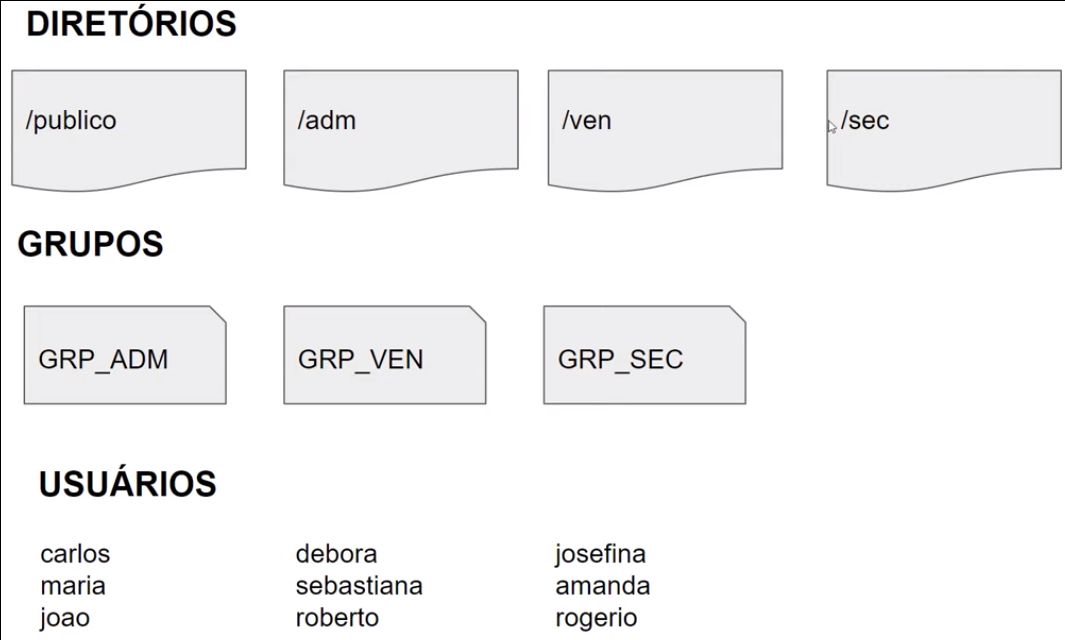 DIRETÓRIOS
/publico /adm /ven /sec
GRUPOS
GRP_ADM GRP_VEN GRP_SEC
USUÁRIOS
carlos debora josefina
maria sebastiana amanda
joao roberto rogerio